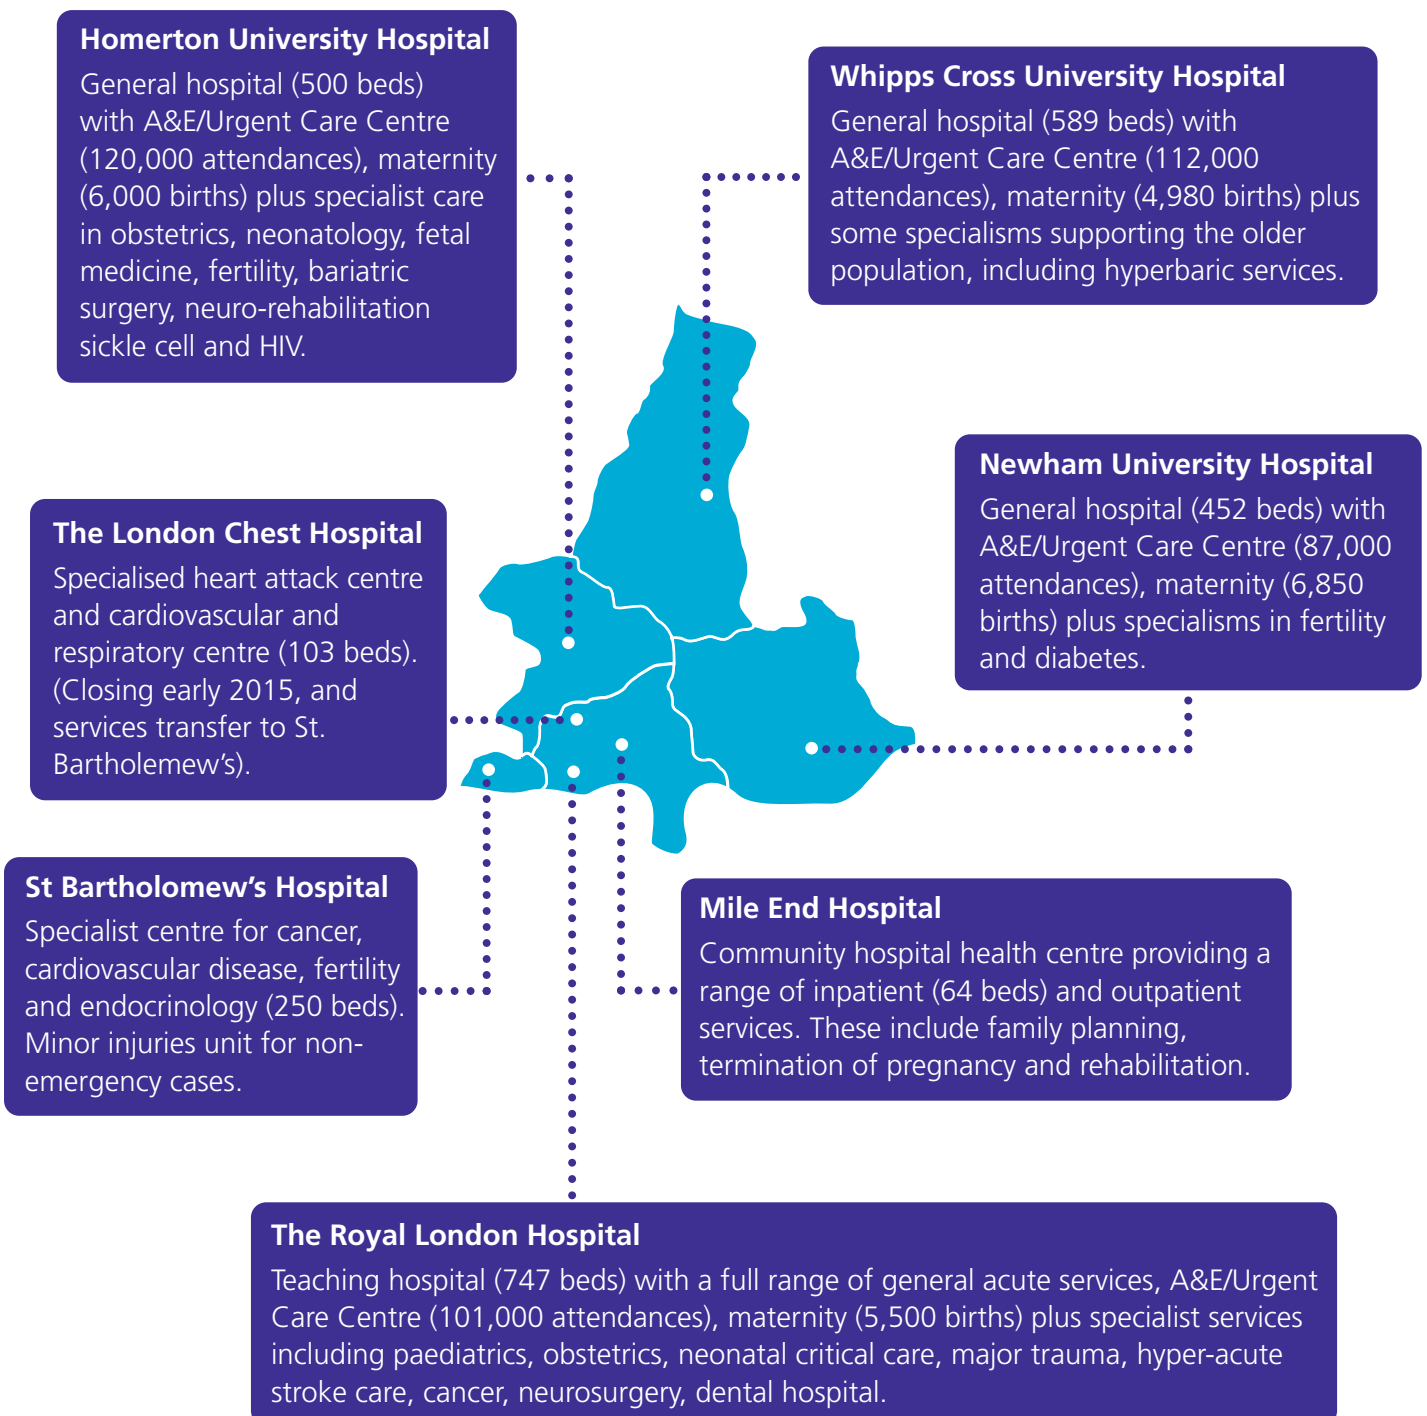 Homerton University Hospital
General hospital (500 beds)
with A&E/Urgent Care Centre
(120,000 attendances), maternity
(6,000 births) plus specialist care
in obstetrics, neonatology, fetal
medicine, fertility, bariatric
surgery, neuro-rehabilitation
sickle cell and HIV.
Whipps Cross University Hospital
General hospital (589 beds) with
A&E/Urgent Care Centre (112,000
attendances), maternity (4,980 births) plus
some specialisms supporting the older
population, including hyperbaric services.
Newham University Hospital
General hospital (452 beds) with
A&E/Urgent Care Centre (87,000
attendances), maternity (6,850
births) plus specialisms in fertility
and diabetes.
The London Chest Hospital
Specialised heart attack centre
and cardiovascular and
respiratory centre (103 beds).
(Closing early 2015, and
services transfer to St.
Bartholemew’s).
St Bartholomew’s Hospital
Specialist centre for cancer,
cardiovascular disease, fertility
and endocrinology (250 beds).
Minor injuries unit for non-
emergency cases.
Mile End Hospital
Community hospital health centre providing a
range of inpatient (64 beds) and outpatient
services. These include family planning,
termination of pregnancy and rehabilitation.
The Royal London Hospital
Teaching hospital (747 beds) with a full range of general acute services, A&E/Urgent
Care Centre (101,000 attendances), maternity (5,500 births) plus specialist services
including paediatrics, obstetrics, neonatal critical care, major trauma, hyper-acute
stroke care, cancer, neurosurgery, dental hospital.